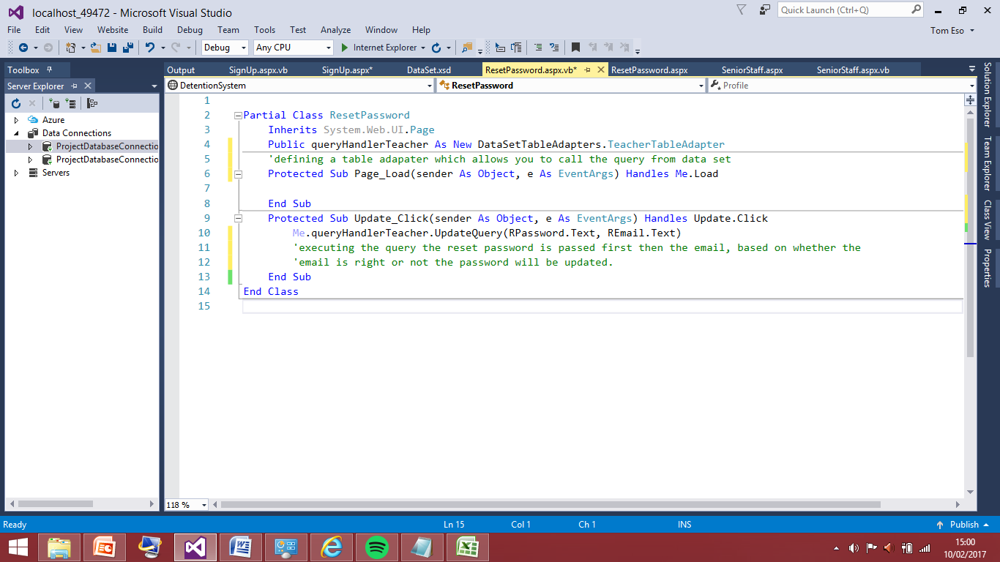 localhost_49472 - Microsoft Visual Studio
Quick Launch (Ctrl+Q)
File Edit View Website Build Debug Team Tools Test Analyze Window Help
Tom Eso
Debug Any CPU Internet Explorer
Toolbox
Output SignUp.aspx.vb SignUp.aspx* DataSet.xsd ResetPassword.aspx.vb* ResetPassword.aspx SeniorStaff.aspx SeniorStaff.aspx.vb
Server Explorer
DetentionSystem ResetPassword Profile
Azure
Data Connections
ProjectDatabaseConnectio
ProjectDatabaseConnectio
Servers
1
2 Partial Class ResetPassword
3 Inherits System.Web.UI.Page
4 Public queryHandlerTeacher As New DataSetTableAdapters.TeacherTableAdapter
5 'defining a table adapater which allows you to call the query from data set
6 Protected Sub Page_Load(sender As Object, e As EventArgs) Handles Me.Load
7
8 End Sub
9 Protected Sub Update_Click(sender As Object, e As EventArgs) Handles Update.Click
10 Me.queryHandlerTeacher.UpdateQuery(RPassword.Text, REmail.Text)
11 'executing the query the reset password is passed first then the email, based on whether the
12 'email is right or not the password will be updated.
13 End Sub
14 End Class
15
Solution Explorer
Team Explorer
Class View
Properties
118 %
Ready Ln 15 Col 1 Ch 1 INS Publish
15:00
10/02/2017